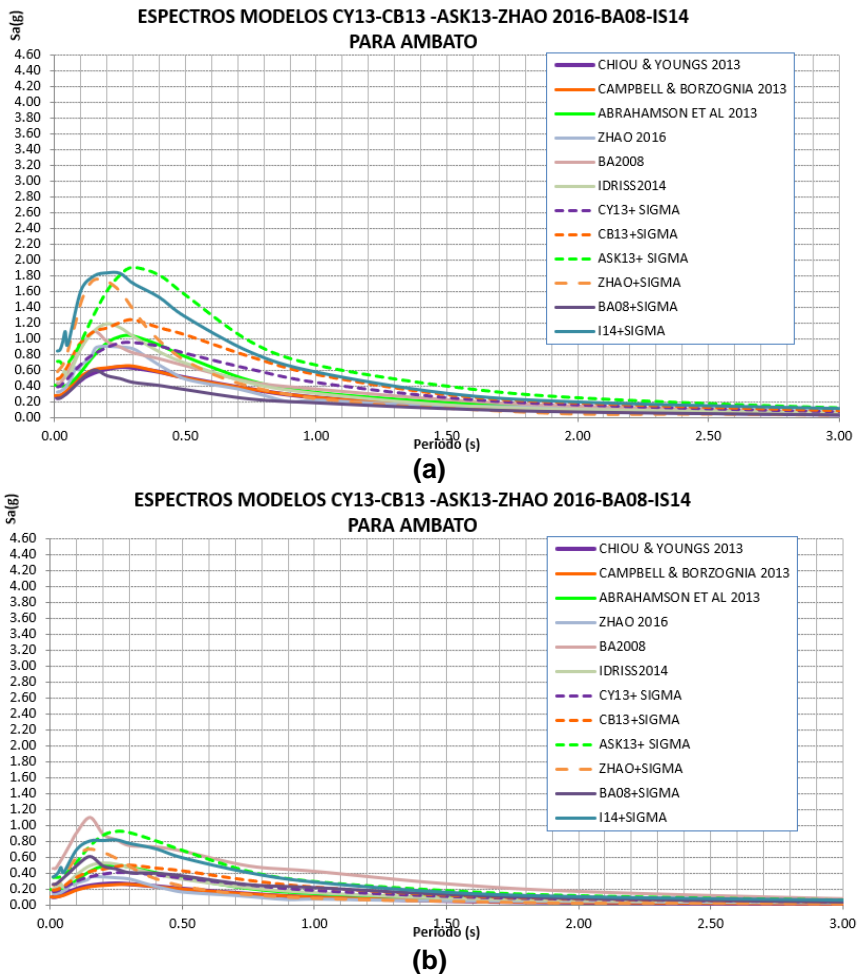 ESPECTROS MODELOS CY13-CB13 -ASK13-ZHAO 2016-BA08-IS14
PARA AMBATO
Sa(g)
4.60
4.40
4.20
4.00
3.80
3.60
3.40
3.20
3.00
2.80
2.60
2.40
2.20
2.00
1.80
1.60
1.40
1.20
1.00
0.80
0.60
0.40
0.20
0.00
CHIOU & YOUNGS 2013
CAMPBELL & BORZOGNIA 2013
ABRAHAMSON ET AL 2013
ZHAO 2016
BA2008
IDRISS2014
CY13+ SIGMA
CB13+SIGMA
ASK13+ SIGMA
ZHAO+SIGMA
BA08+SIGMA
I14+SIGMA
0.00 0.50 1.00 1.50 2.00 2.50 3.00
Período (s)
(a)
ESPECTROS MODELOS CY13-CB13 -ASK13-ZHAO 2016-BA08-IS14
PARA AMBATO
Sa(g)
4.60
4.40
4.20
4.00
3.80
3.60
3.40
3.20
3.00
2.80
2.60
2.40
2.20
2.00
1.80
1.60
1.40
1.20
1.00
0.80
0.60
0.40
0.20
0.00
CHIOU & YOUNGS 2013
CAMPBELL & BORZOGNIA 2013
ABRAHAMSON ET AL 2013
ZHAO 2016
BA2008
IDRISS2014
CY13+ SIGMA
CB13+SIGMA
ASK13+ SIGMA
ZHAO+SIGMA
BA08+SIGMA
I14+SIGMA
0.00 0.50 1.00 1.50 2.00 2.50 3.00
Período (s)
(b)